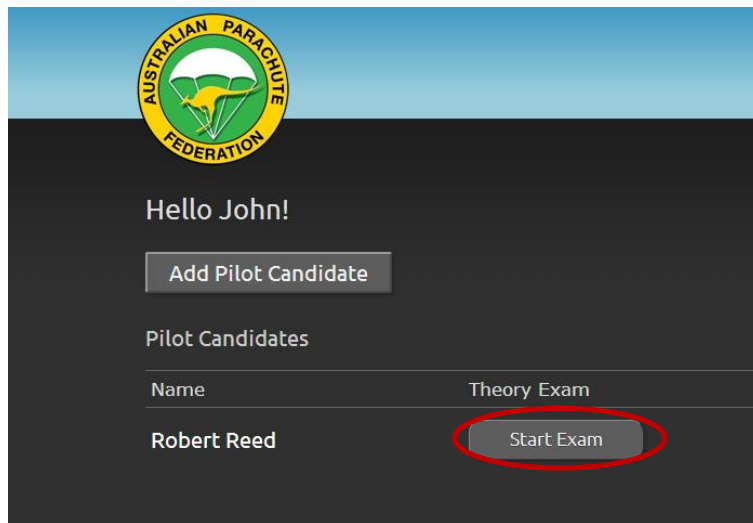 AUSTRALIAN PARACHUTE
FEDERATION
Hello John!
Add Pilot Candidate
Pilot Candidates
Name Theory Exam
Robert Reed Start Exam